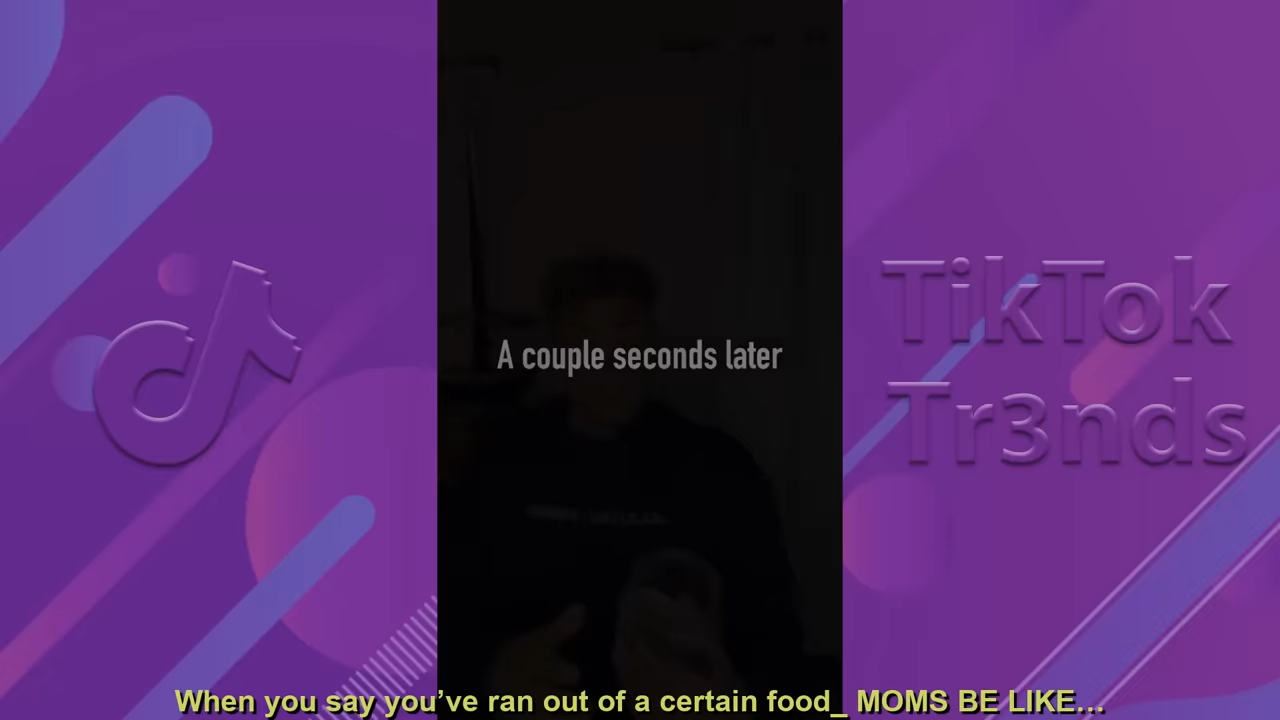 A couple seconds later
TikTok
Tr3nds
When you say you’ve ran out of a certain food_ MOMS BE LIKE…